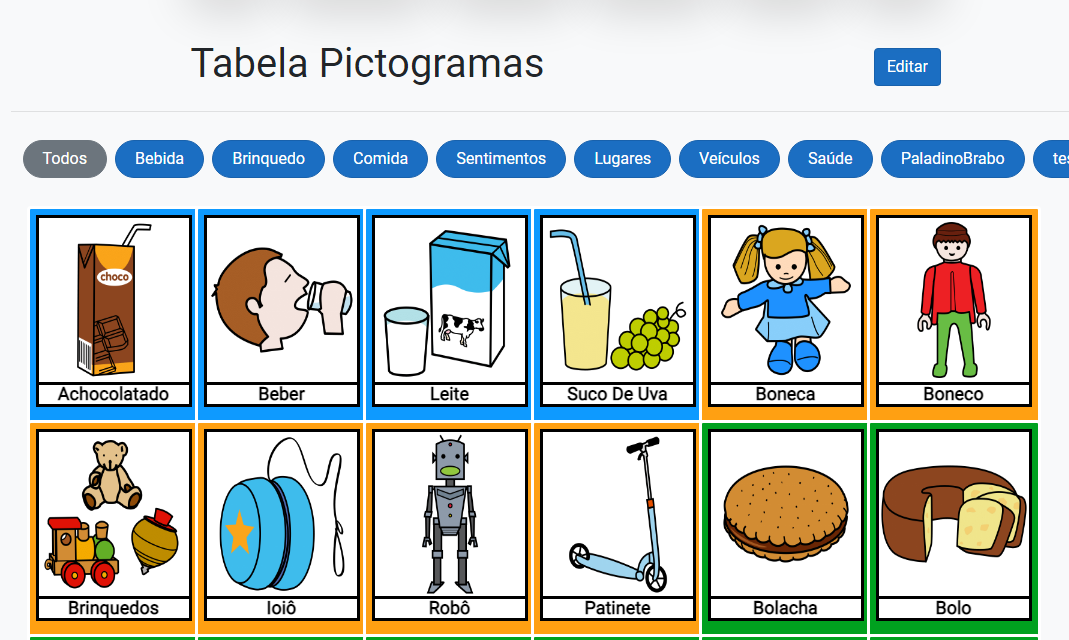 Tabela Pictogramas
Editar
Todos
Bebida
Brinquedo
Comida
Sentimentos
Lugares
Veículos
Saúde
PaladinoBrabo
choco
Achocolatado
Beber
Leite
Suco De Uva
Boneca
Boneco
Brinquedos
Ioiô
Robô
Patinete
Bolacha
Bolo